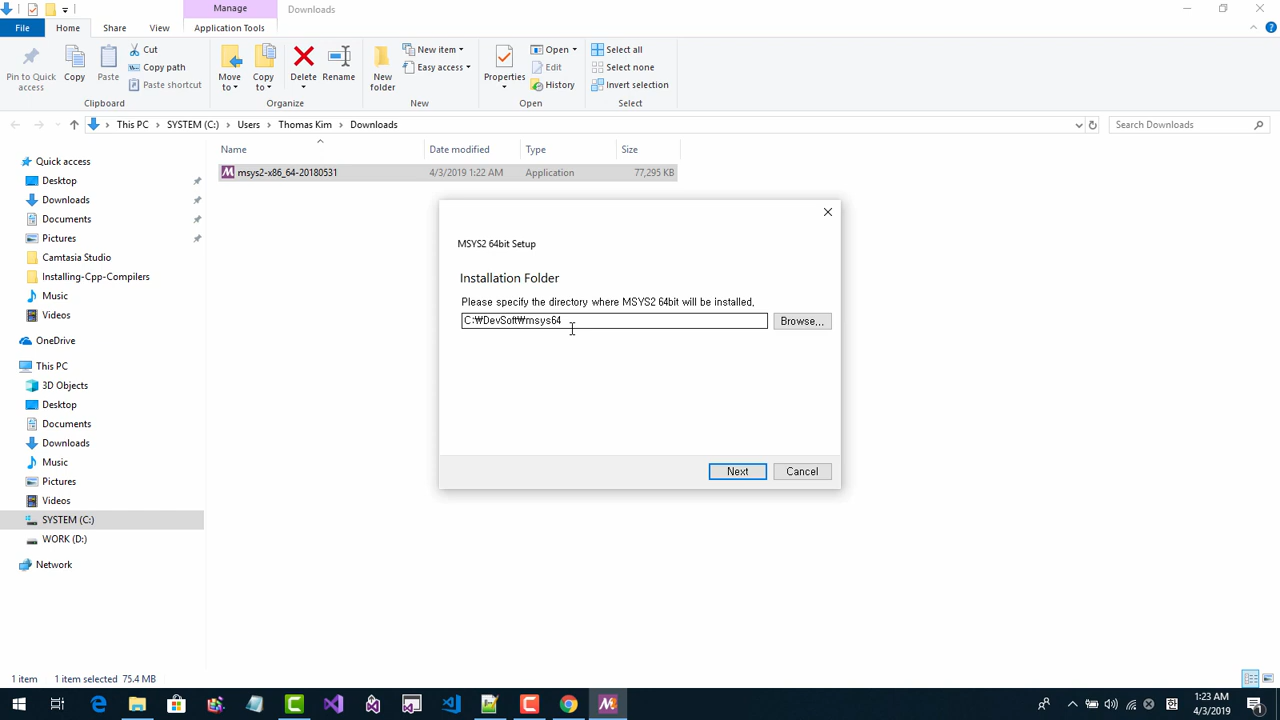 Manage
Downloads
File
Home
Share
View
Application Tools
Pin to Quick access
Copy
Paste
Cut
Copy path
Paste shortcut
Clipboard
Move to
Copy to
Delete
Rename
Organize
New folder
New item
Easy access
New
Properties
Open
Edit
History
Open
Select all
Select none
Invert selection
Select
This PC
SYSTEM (C:)
Users
Thomas Kim
Downloads
Search Downloads
Name
Date modified
Type
Size
msys2-x86_64-20180531
4/3/2019 1:22 AM
Application
77,295 KB
Quick access
Desktop
Downloads
Documents
Pictures
Camtasia Studio
Installing-Cpp-Compilers
Music
Videos
OneDrive
This PC
3D Objects
Desktop
Documents
Downloads
Music
Pictures
Videos
SYSTEM (C:)
WORK (D:)
Network
MSYS2 64bit Setup
Installation Folder
Please specify the directory where MSYS2 64bit will be installed.
C:₩DevSoft₩msys64
Browse...
Next
Cancel
1 item
1 item selected 75.4 MB
1:23 AM
4/3/2019